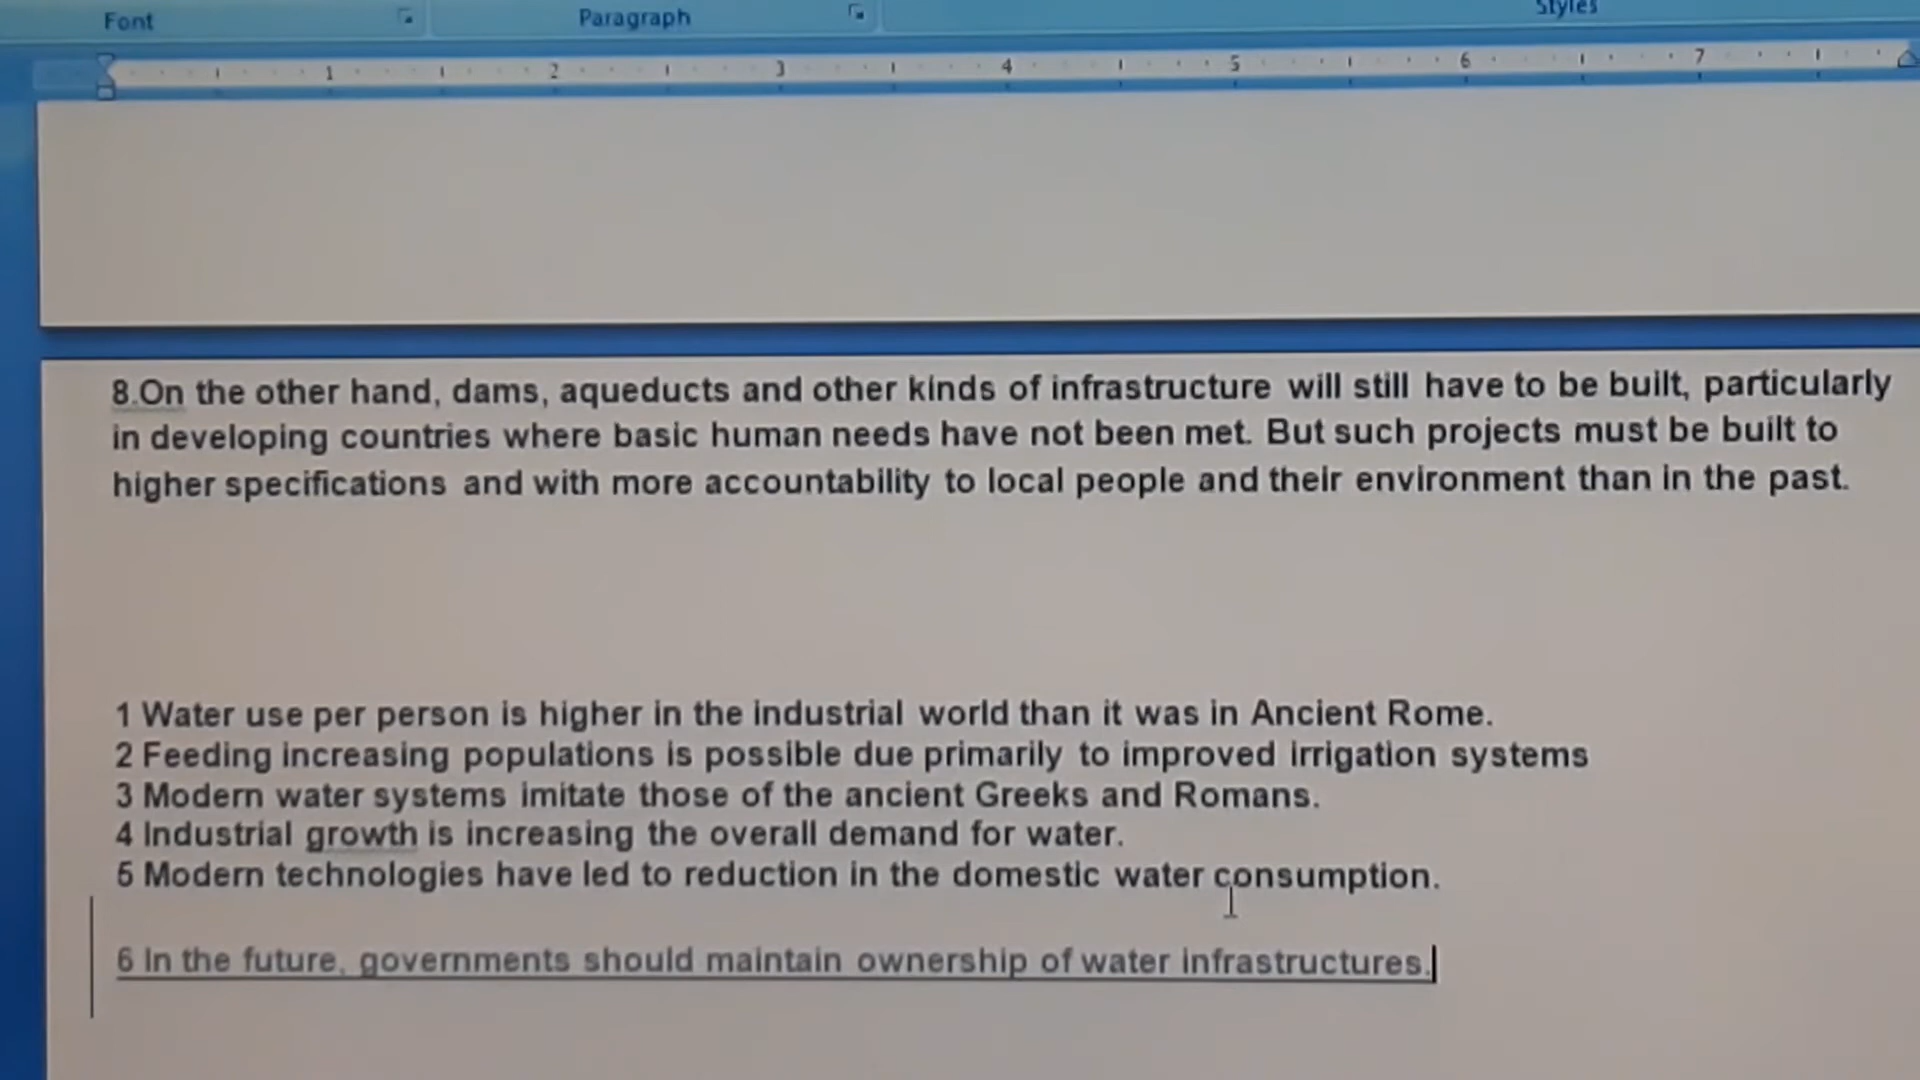 Font Paragraph Styles
1 2 3 4 5 6 7
8.On the other hand, dams, aqueducts and other kinds of infrastructure will still have to be built, particularly
in developing countries where basic human needs have not been met. But such projects must be built to
higher specifications and with more accountability to local people and their environment than in the past.
1 Water use per person is higher in the industrial world than it was in Ancient Rome.
2 Feeding increasing populations is possible due primarily to improved irrigation systems
3 Modern water systems imitate those of the ancient Greeks and Romans.
4 Industrial growth is increasing the overall demand for water.
5 Modern technologies have led to reduction in the domestic water consumption.
6 In the future, governments should maintain ownership of water infrastructures.